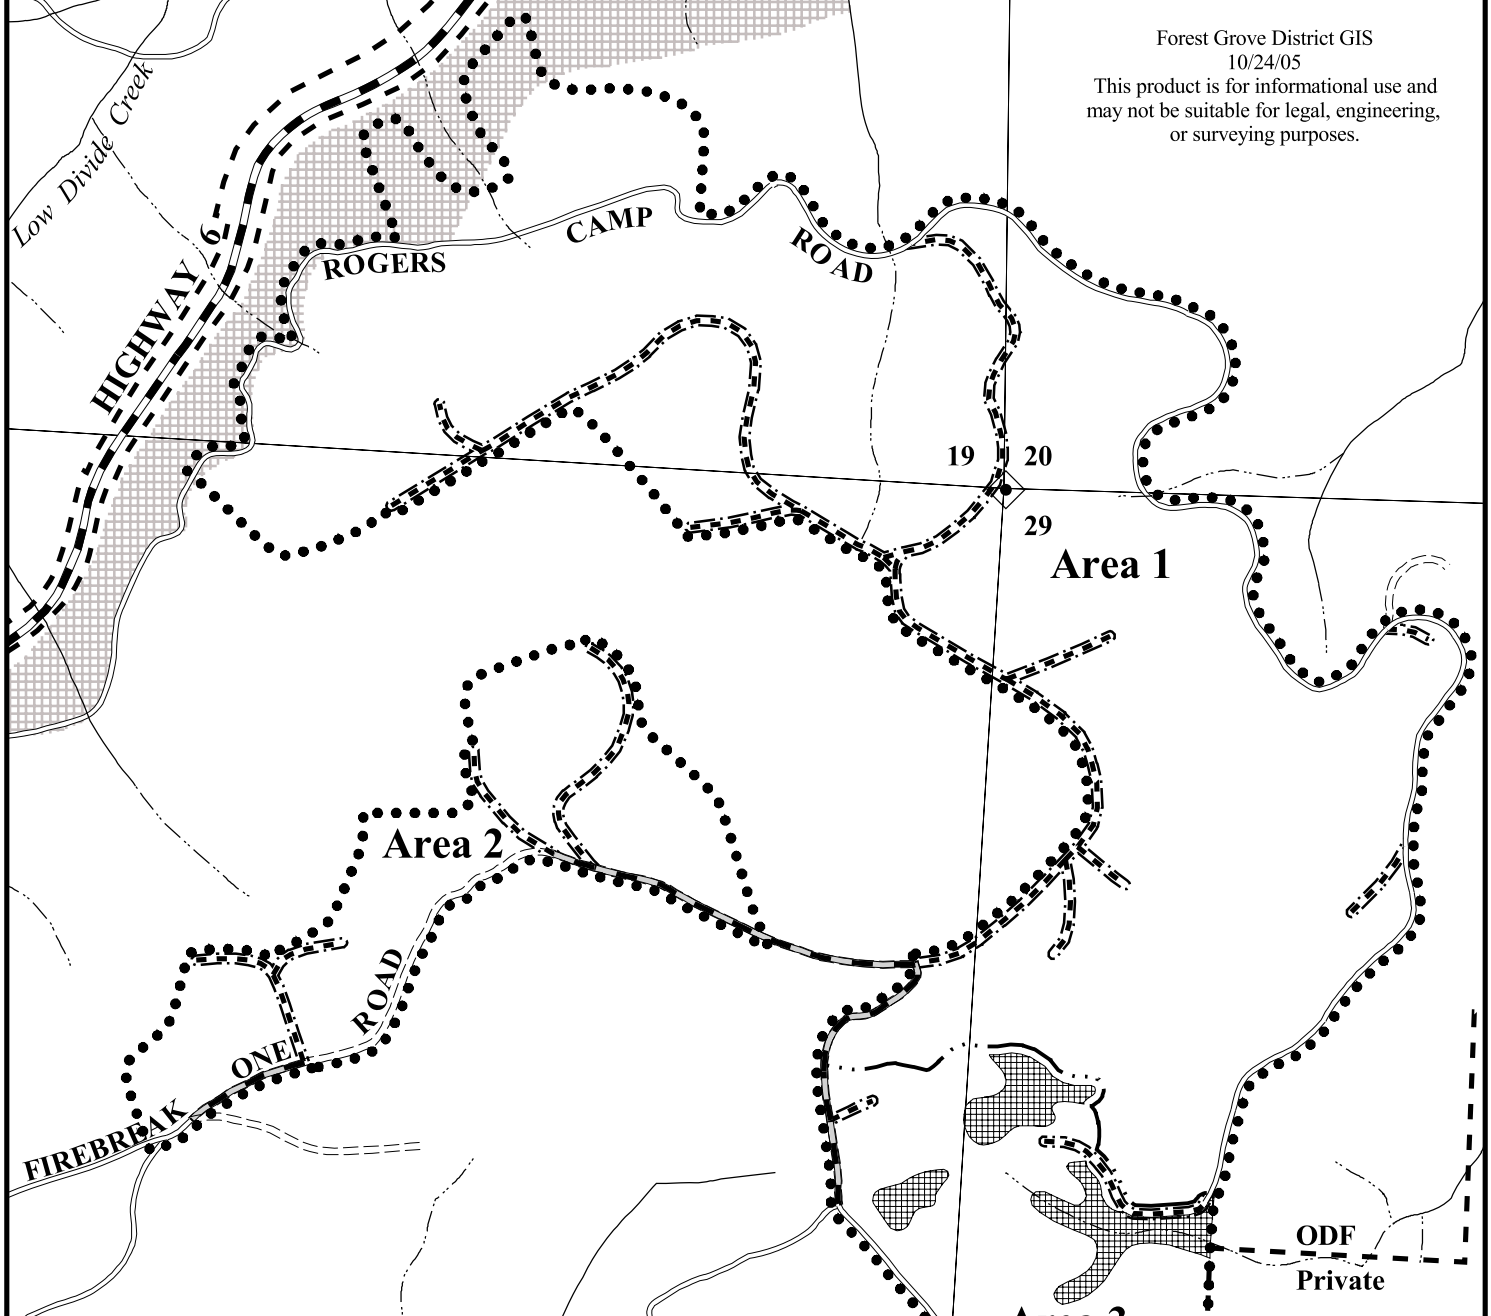 Forest Grove District GIS
10/24/05
This product is for informational use and
may not be suitable for legal, engineering,
or surveying purposes.
Low Divide Creek
HIGHWAY 6
ROGERS CAMP ROAD
19 20
29
Area 1
Area 2
FIREBREAK ONE ROAD
ODF
Private
Area 3